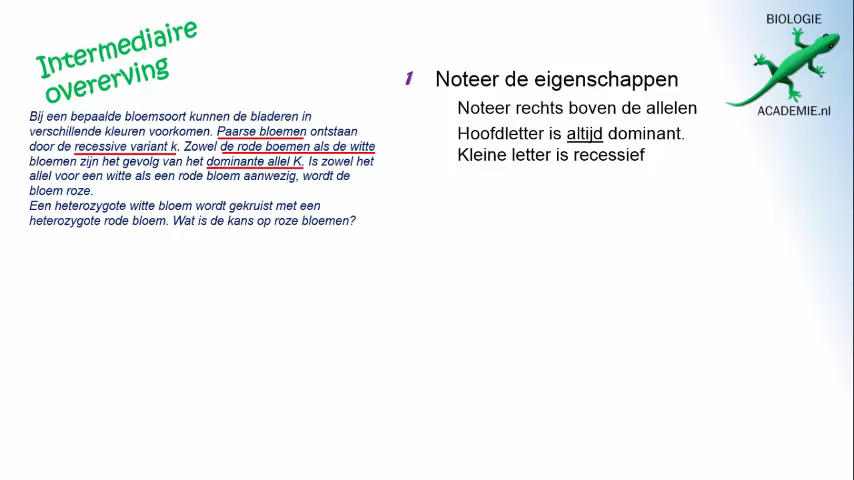 Intermediaire
overerving
Bij een bepaalde bloemsoort kunnen de bladeren in
verschillende kleuren voorkomen. Paarse bloemen ontstaan
door de recessive variant k. Zowel de rode boemen als de witte
bloemen zijn het gevolg van het dominante allel K. Is zowel het
allel voor een witte als een rode bloem aanwezig, wordt de
bloem roze.
Een heterozygote witte bloem wordt gekruist met een
heterozygote rode bloem. Wat is de kans op roze bloemen?
1 Noteer de eigenschappen
Noteer rechts boven de allelen
Hoofdletter is altijd dominant.
Kleine letter is recessief
BIOLOGIE
ACADEMIE.nl